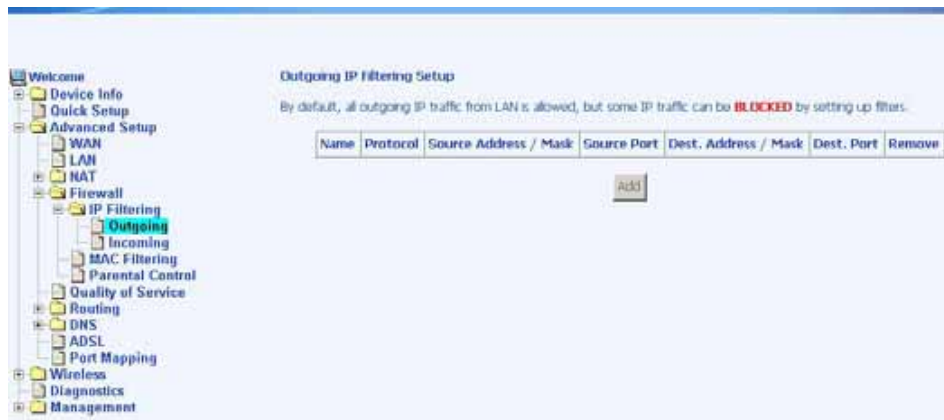 Welcome
Device Info
Quick Setup
Advanced Setup
WAN
LAN
NAT
Firewall
IP Filtering
Outgoing
Incoming
MAC Filtering
Parental Control
Quality of Service
Routing
DNS
ADSL
Port Mapping
Wireless
Diagnostics
Management
Outgoing IP Filtering Setup
By default, all outgoing IP traffic from LAN is allowed, but some IP traffic can be BLOCKED by setting up filters.
Name Protocol Source Address / Mask Source Port Dest. Address / Mask Dest. Port Remove
Add